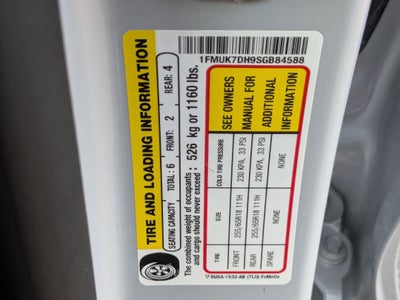 1FMUK7DH9SGB84588
TIRE AND LOADING INFORMATION
SEATING CAPACITY TOTAL: 6 FRONT: 2 REAR: 4
The combined weight of occupants and cargo should never exceed: 526 kg or 1160 lbs.
TIRE SIZE COLD TIRE PRESSURE
FRONT 255/65R18 111H 230 KPA, 33 PSI
REAR 255/65R18 111H 230 KPA, 33 PSI
SPARE NONE NONE
SEE OWNERS
MANUAL FOR
ADDITIONAL
INFORMATION